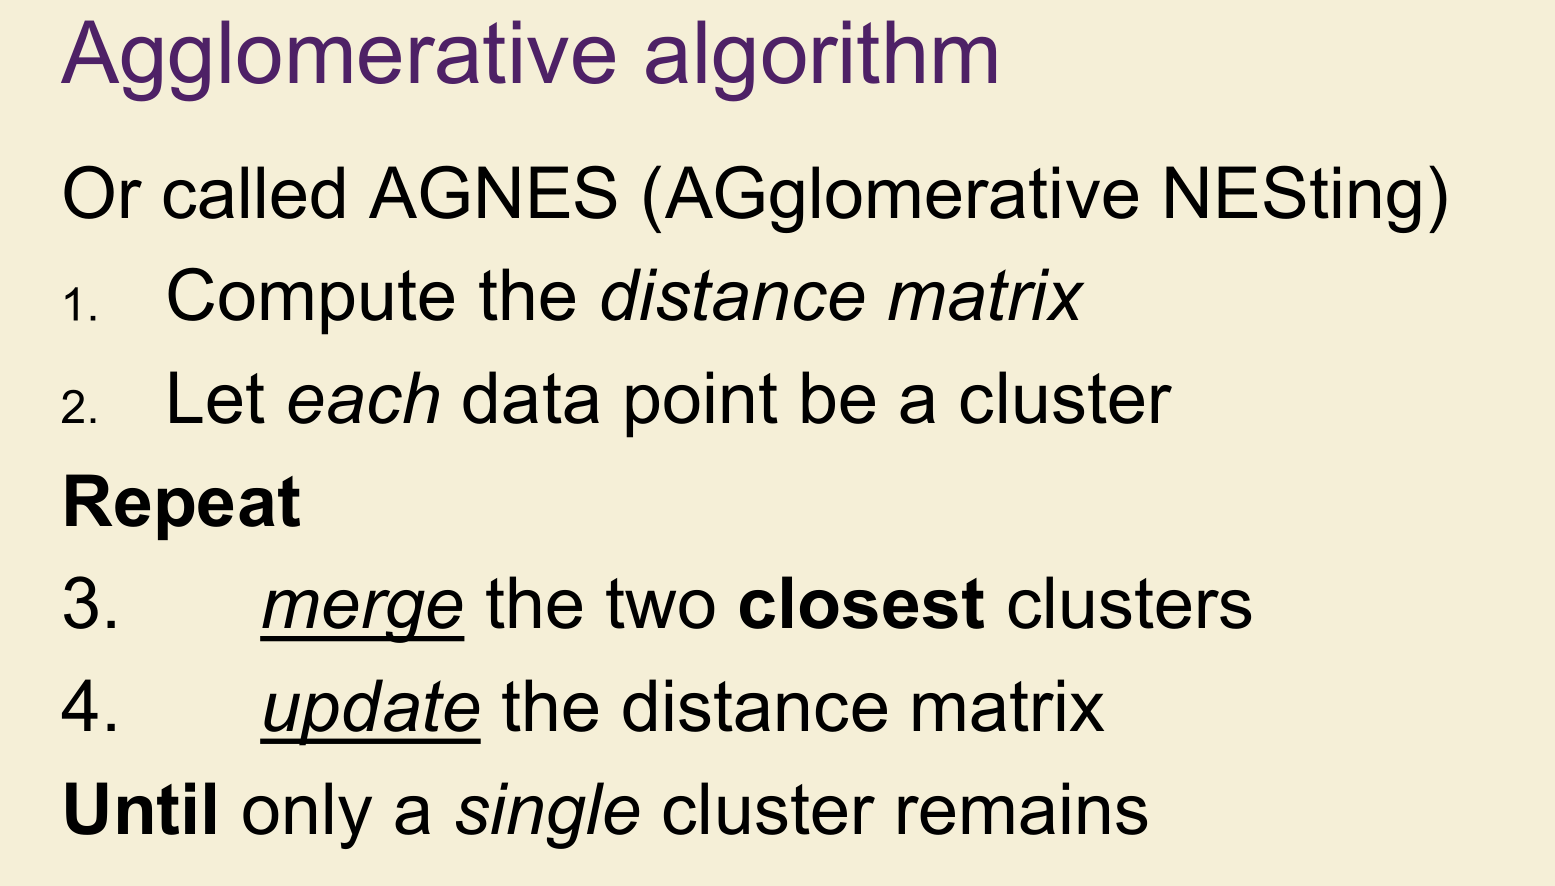 Agglomerative algorithm
Or called AGNES (AGglomerative NESting)
1. Compute the distance matrix
2. Let each data point be a cluster
Repeat
3. merge the two closest clusters
4. update the distance matrix
Until only a single cluster remains